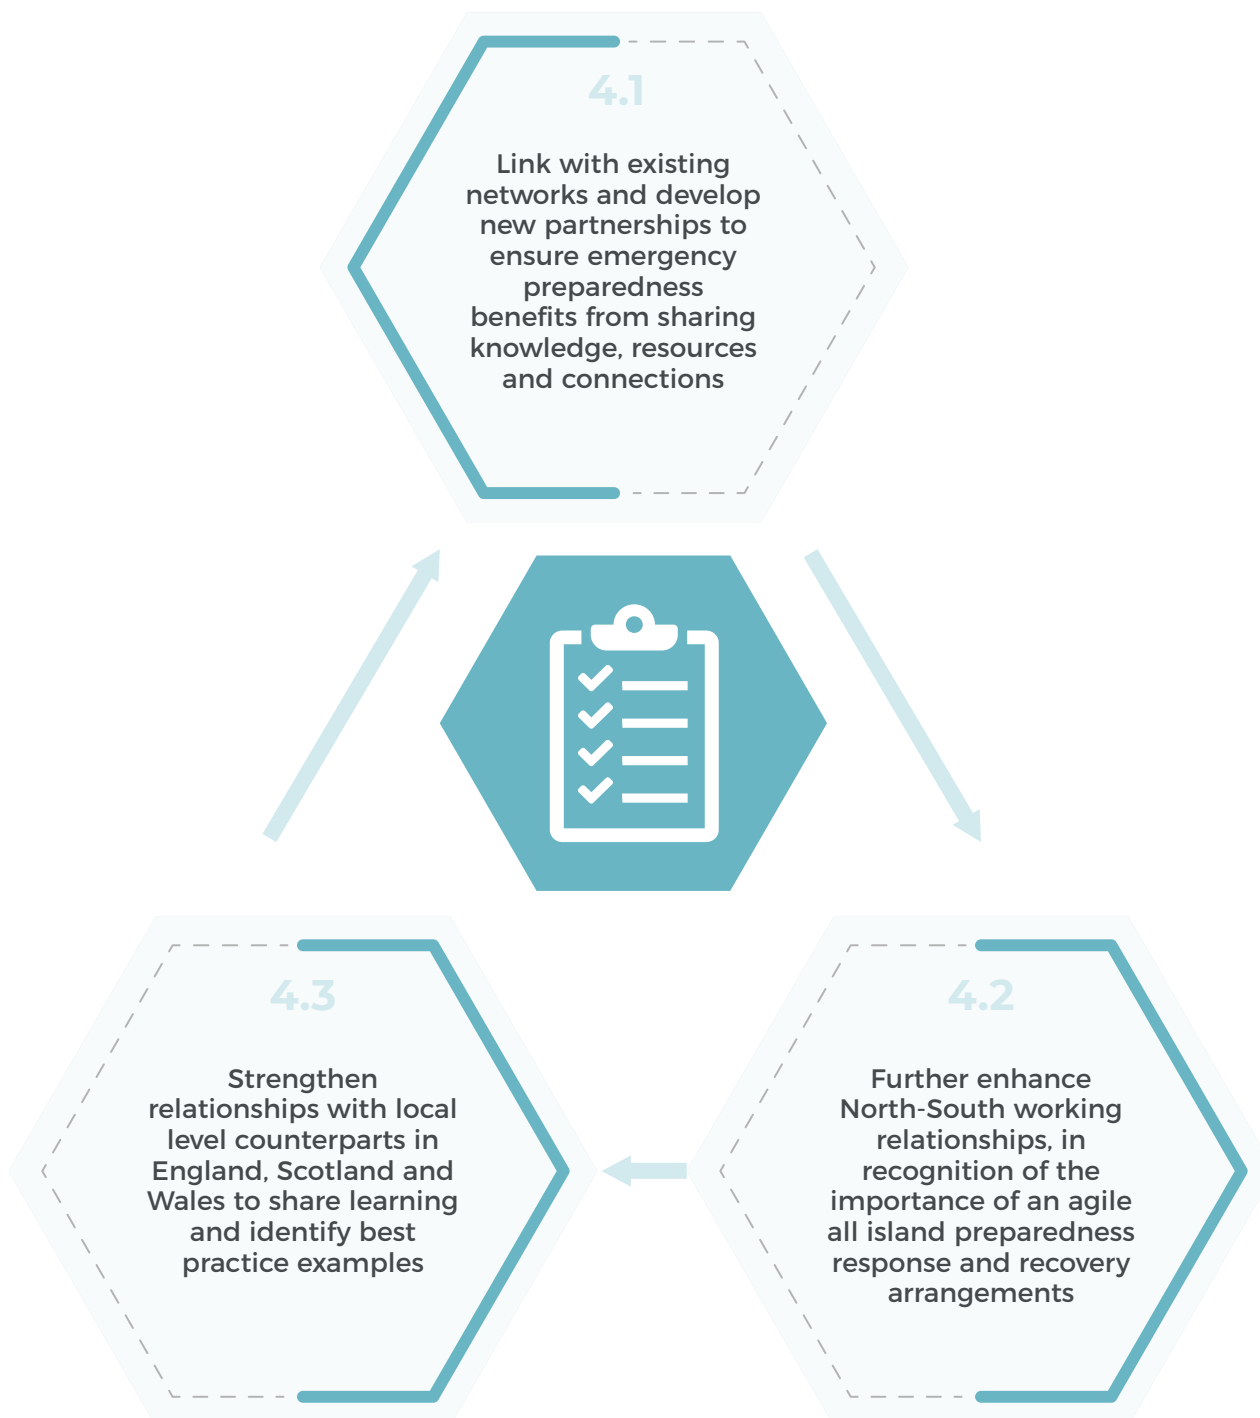 4.1
Link with existing
networks and develop
new partnerships to
ensure emergency
preparedness
benefits from sharing
knowledge, resources
and connections
4.2
Further enhance
North-South working
relationships, in
recognition of the
importance of an agile
all island preparedness
response and recovery
arrangements
4.3
Strengthen
relationships with local
level counterparts in
England, Scotland and
Wales to share learning
and identify best
practice examples